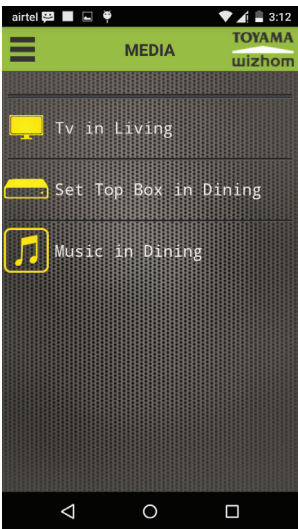 airtel 3:12
MEDIA
TOYAMA
wizhom
Tv in Living
Set Top Box in Dining
Music in Dining